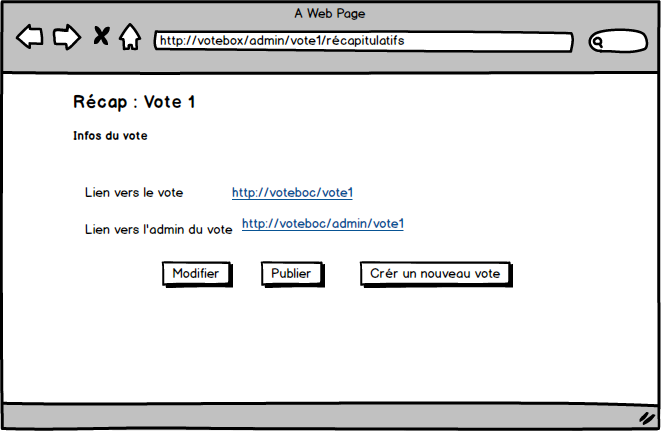 A Web Page
http://votebox/admin/vote1/récapitulatifs
Récap : Vote 1
Infos du vote
Lien vers le vote http://voteboc/vote1
Lien vers l'admin du vote http://voteboc/admin/vote1
Modifier Publier Crér un nouveau vote